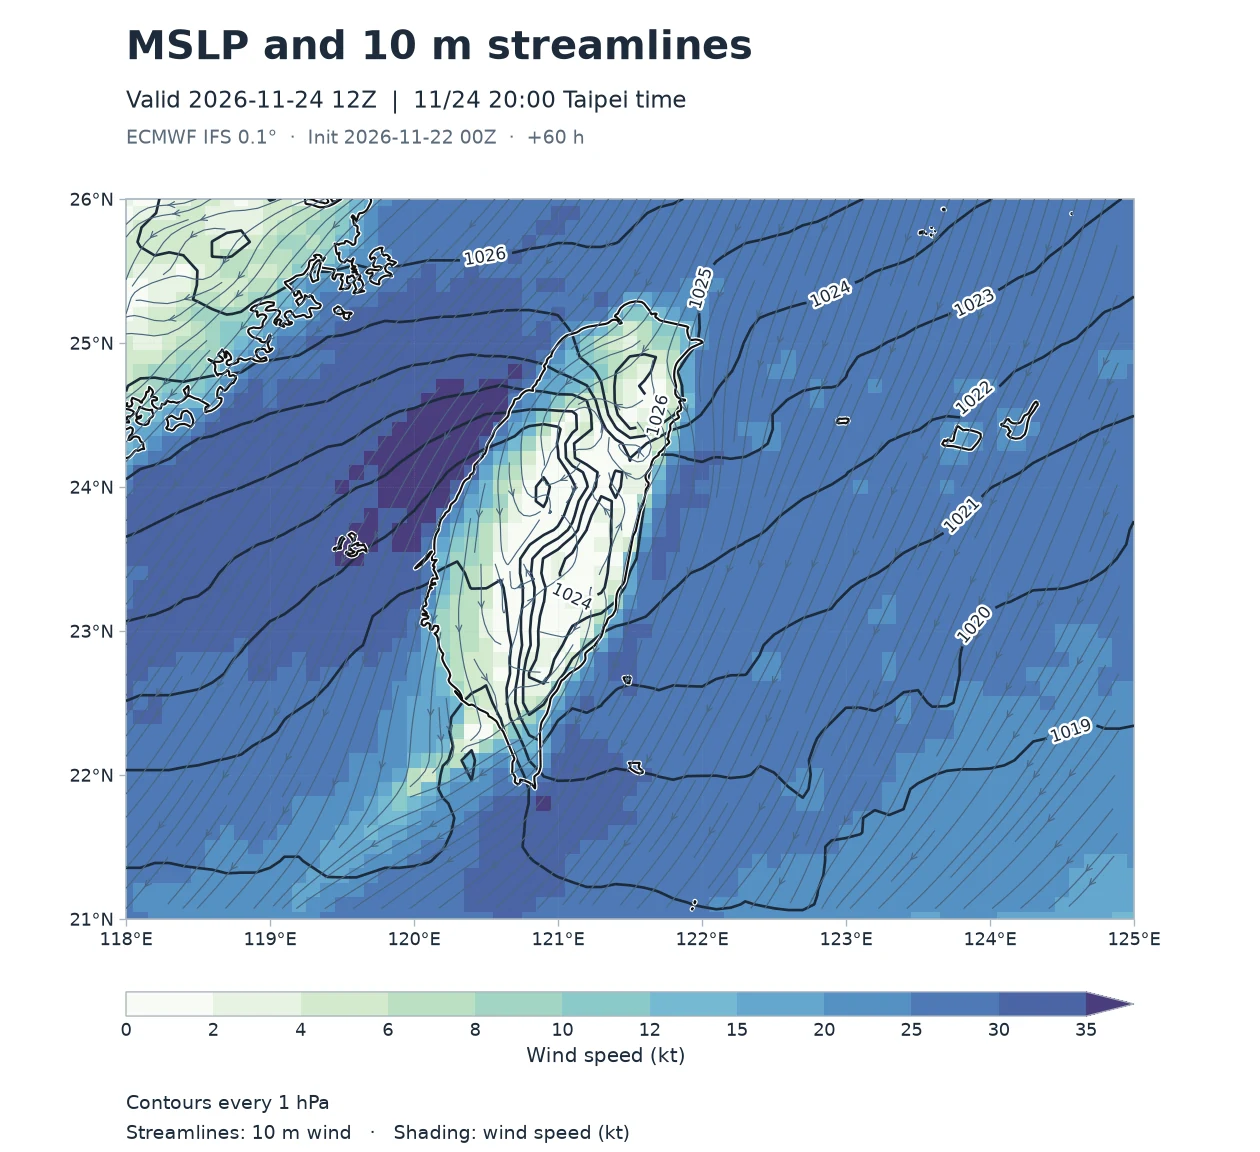 MSLP and 10 m streamlines
Valid 2026-11-24 12Z | 11/24 20:00 Taipei time
ECMWF IFS 0.1° · Init 2026-11-22 00Z · +60 h
26°N
25°N
24°N
23°N
22°N
21°N
1026
1025
1024
1023
1022
1026
1021
1024
1020
1019
118°E
119°E
120°E
121°E
122°E
123°E
124°E
125°E
0
2
4
6
8
10
12
15
20
25
30
35
Wind speed (kt)
Contours every 1 hPa
Streamlines: 10 m wind · Shading: wind speed (kt)